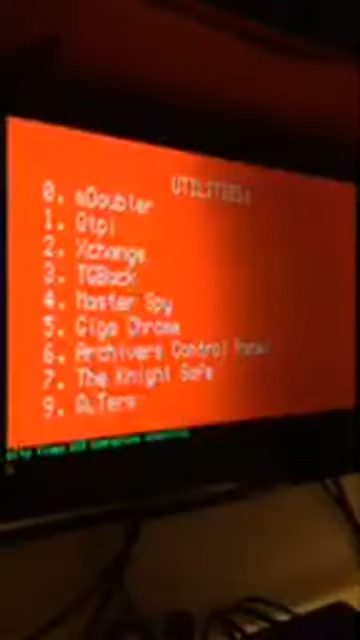 UTILITIES:
0. mDoubler
1. Qtpi
2. Xchange
3. TGBack
4. Master Spy
5. Giga Chrome
6. Archivers Control Panel
7. The Knight Safe
9. QLTerm